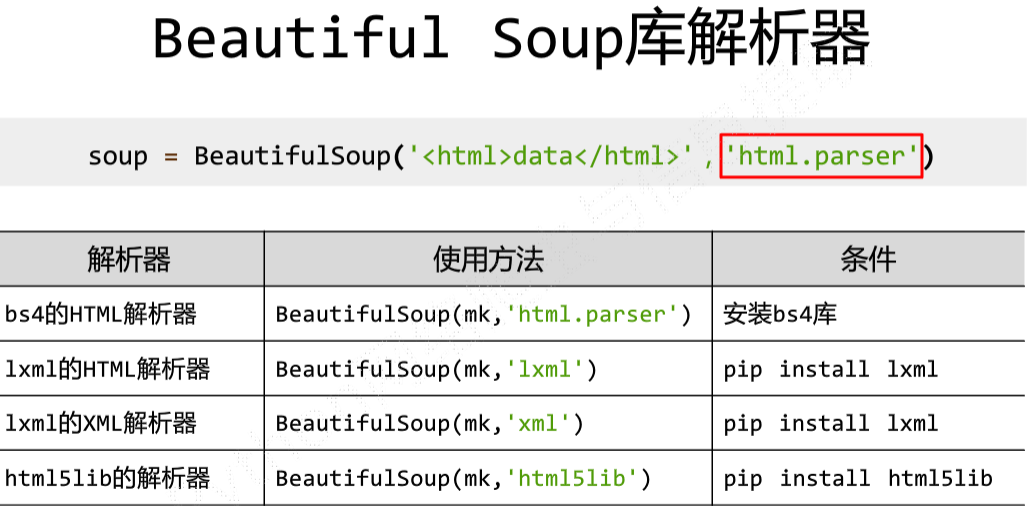 Beautiful Soup库解析器
soup = BeautifulSoup('<html>data</html>','html.parser')
解析器 使用方法 条件
bs4的HTML解析器 BeautifulSoup(mk,'html.parser') 安装bs4库
lxml的HTML解析器 BeautifulSoup(mk,'lxml') pip install lxml
lxml的XML解析器 BeautifulSoup(mk,'xml') pip install lxml
html5lib的解析器 BeautifulSoup(mk,'html5lib') pip install html5lib